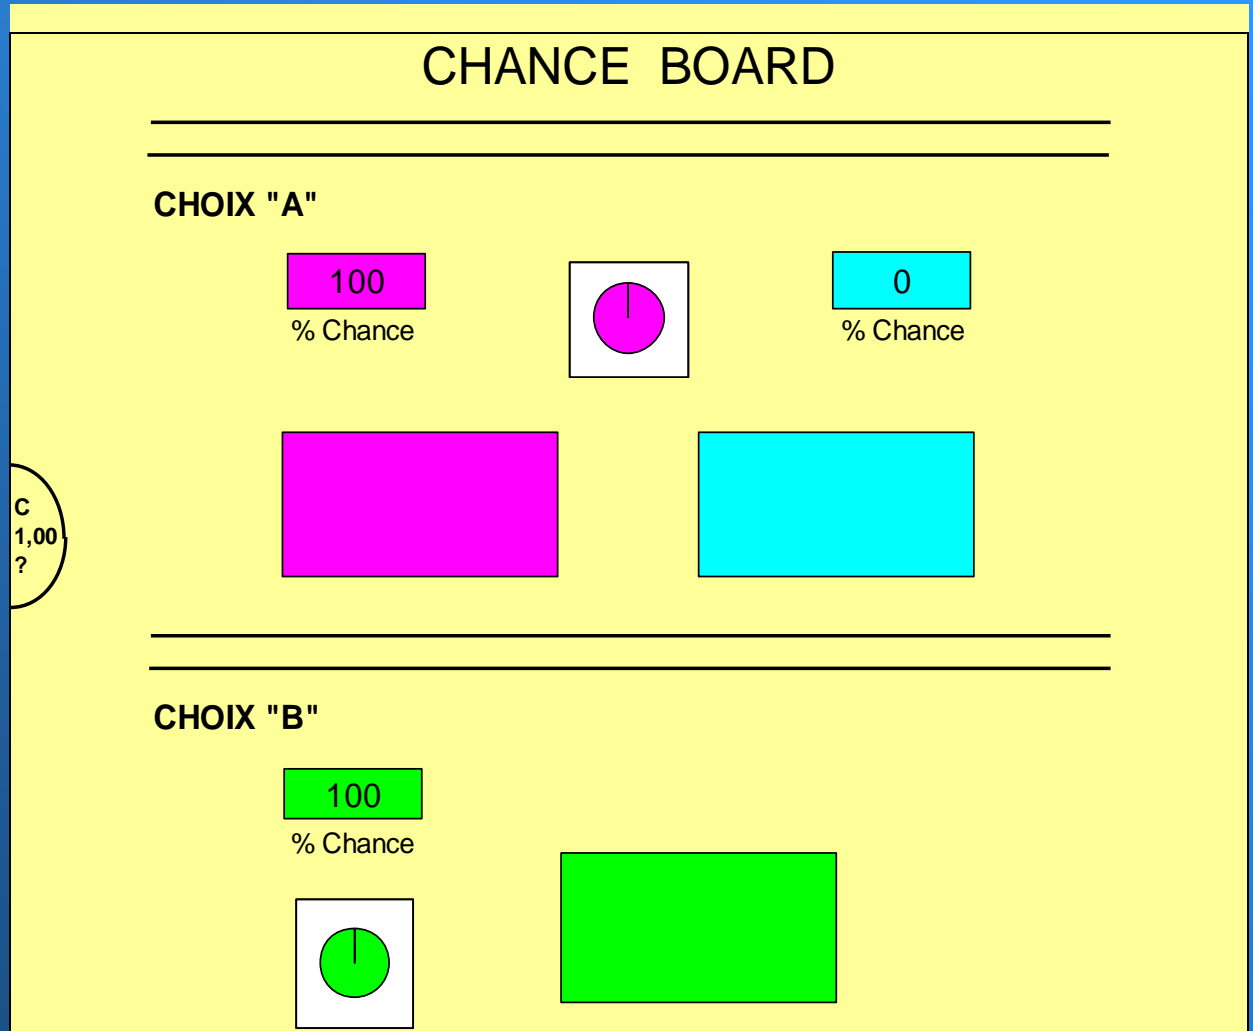 CHANCE BOARD
CHOIX "A"
100
% Chance
0
% Chance
C
1,00
?
CHOIX "B"
100
% Chance